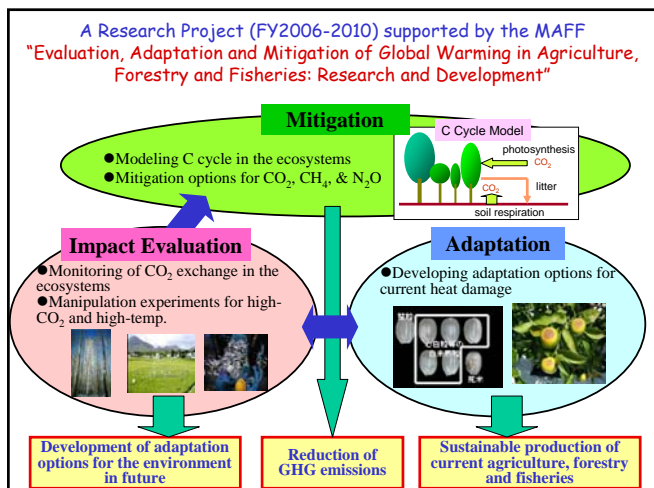 A Research Project (FY2006-2010) supported by the MAFF
"Evaluation, Adaptation and Mitigation of Global Warming in Agriculture,
Forestry and Fisheries: Research and Development"
Mitigation
●Modeling C cycle in the ecosystems
●Mitigation options for CO₂, CH₄, & N₂O
C Cycle Model
photosynthesis
CO₂
CO₂
litter
soil respiration
Impact Evaluation
●Monitoring of CO₂ exchange in the
ecosystems
●Manipulation experiments for high-
CO₂ and high-temp.
Adaptation
●Developing adaptation options for
current heat damage
整粒
死米
Development of adaptation
options for the environment
in future
Reduction of
GHG emissions
Sustainable production of
current agriculture, forestry
and fisheries